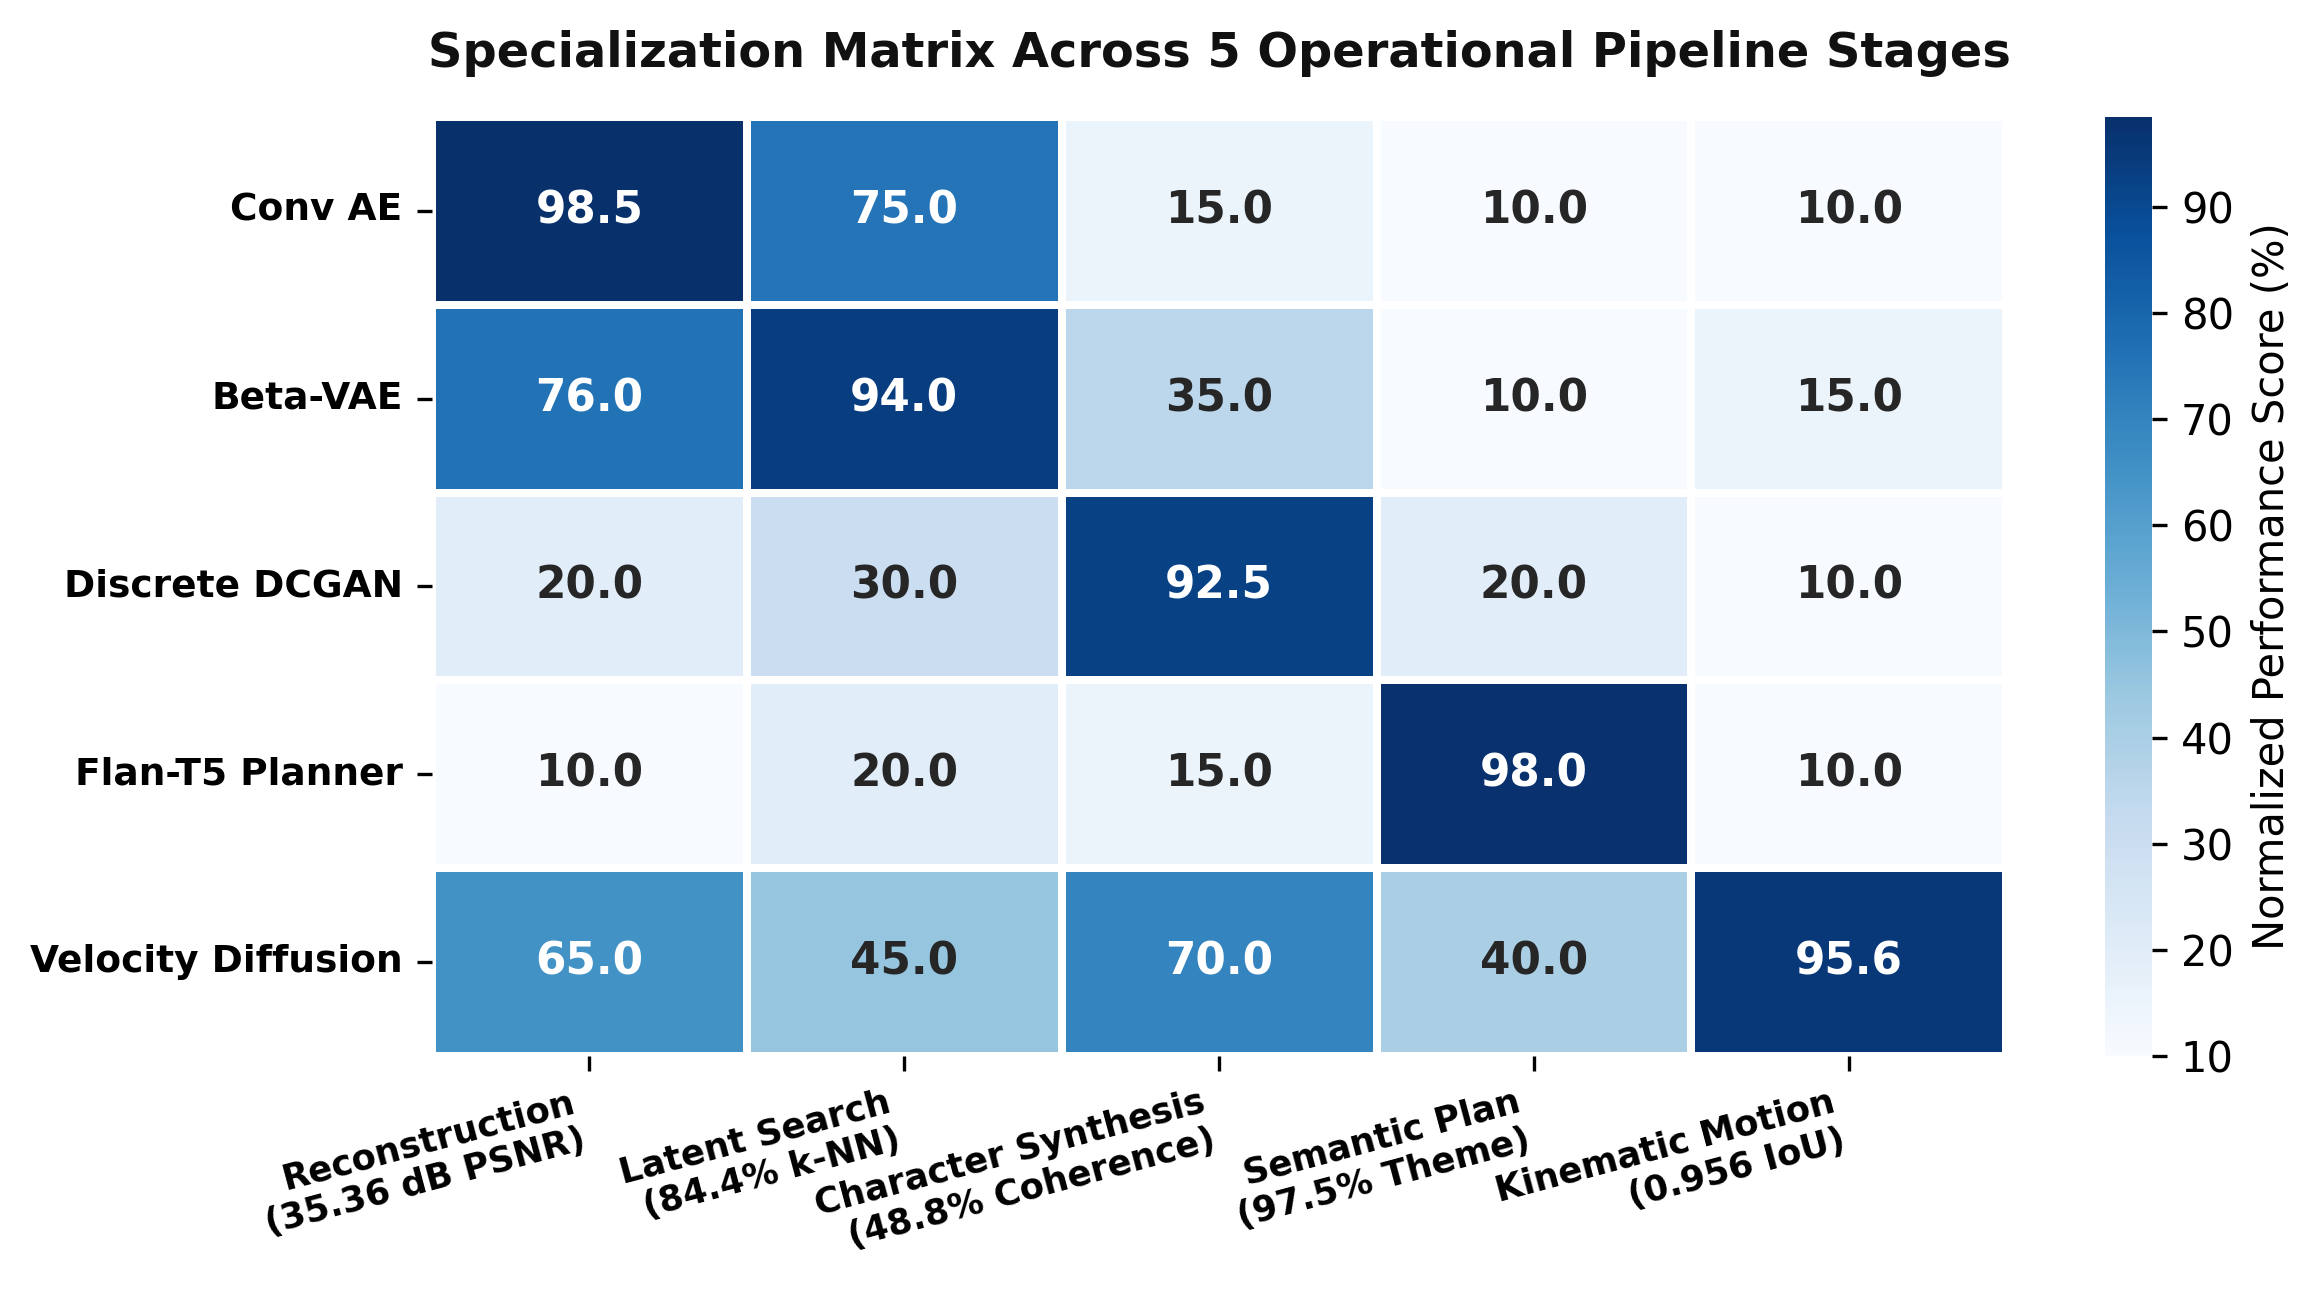 Specialization Matrix Across 5 Operational Pipeline Stages
Conv AE 98.5 75.0 15.0 10.0 10.0
Beta-VAE 76.0 94.0 35.0 10.0 15.0
Discrete DCGAN 20.0 30.0 92.5 20.0 10.0
Flan-T5 Planner 10.0 20.0 15.0 98.0 10.0
Velocity Diffusion 65.0 45.0 70.0 40.0 95.6
Reconstruction
(35.36 dB PSNR)
Latent Search
(84.4% k-NN)
Character Synthesis
(48.8% Coherence)
Semantic Plan
(97.5% Theme)
Kinematic Motion
(0.956 IoU)
90
80
70
60
50
40
30
20
10
Normalized Performance Score (%)